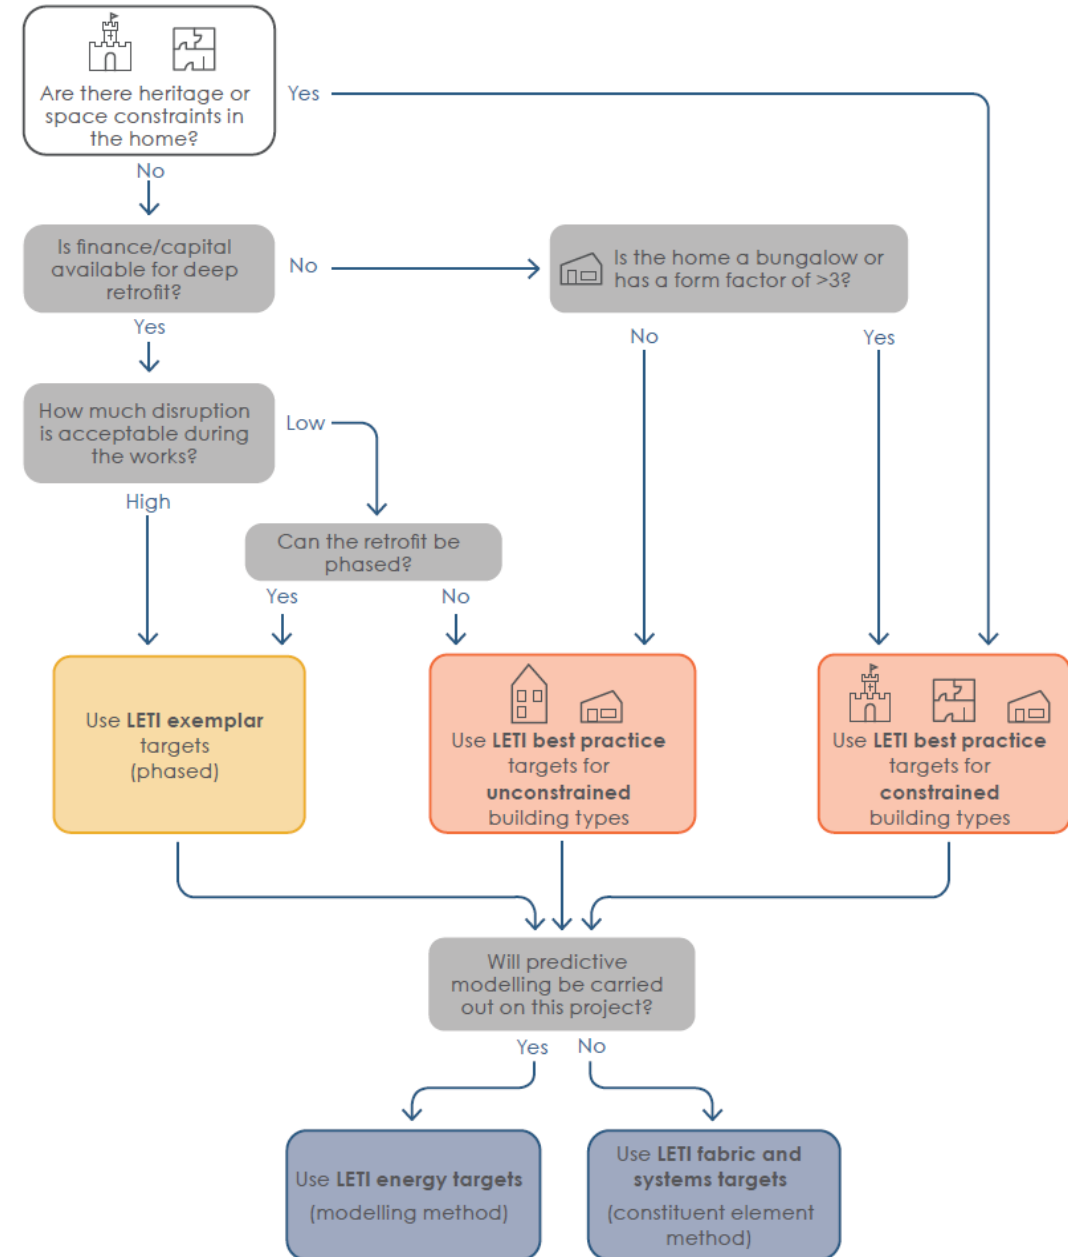 Are there heritage or
space constraints in
the home?
Yes
No
Is finance/capital
available for deep
retrofit?
No
Is the home a bungalow or
has a form factor of >3?
Yes
No
Yes
How much disruption
is acceptable during
the works?
Low
High
Can the retrofit be
phased?
Yes
No
Use LETI exemplar
targets
(phased)
Use LETI best practice
targets for
unconstrained
building types
Use LETI best practice
targets for
constrained
building types
Will predictive
modelling be carried
out on this project?
Yes
No
Use LETI energy targets
(modelling method)
Use LETI fabric and
systems targets
(constituent element
method)